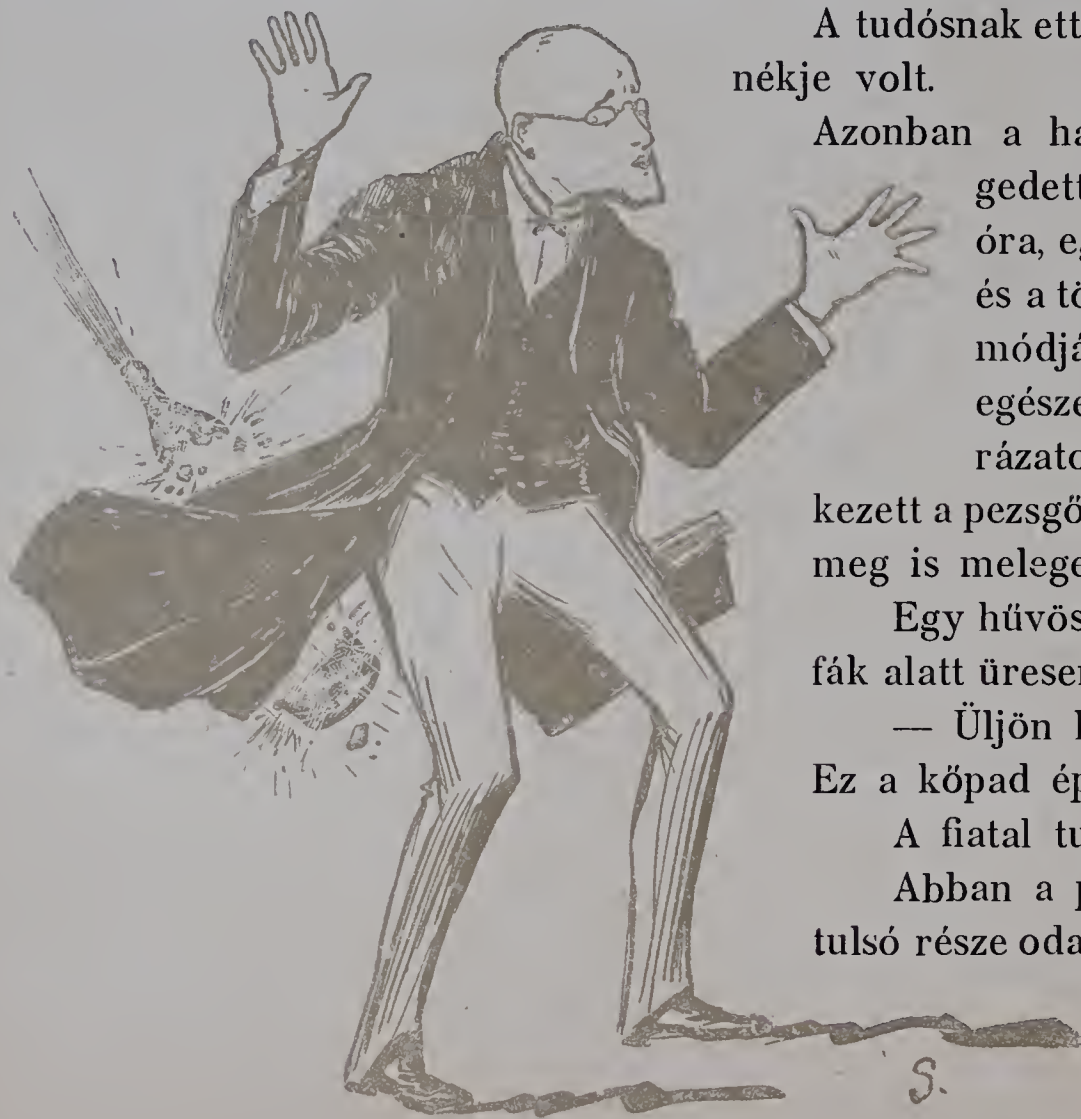 A tudósnak ett
nékje volt.
Azonban a ha
gedett
óra, eg
és a tö
módjá
egésze
rázato
kezett a pezsgő
meg is melege
Egy hűvös
fák alatt üresen
— Üljön l
Ez a kőpad ép
A fiatal tu
Abban a p
tulsó része oda
S.